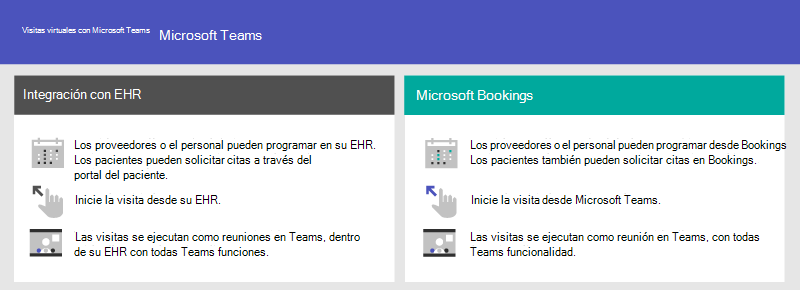 Visitas virtuales con Microsoft Teams Microsoft Teams
Integración con EHR
Los proveedores o el personal pueden programar en su EHR.
Los pacientes pueden solicitar citas a través del
portal del paciente.
Inicie la visita desde su EHR.
Las visitas se ejecutan como reuniones en Teams, dentro
de su EHR con todas Teams funciones.
Microsoft Bookings
Los proveedores o el personal pueden programar desde Bookings
Los pacientes también pueden solicitar citas en Bookings.
Inicie la visita desde Microsoft Teams.
Las visitas se ejecutan como reunión en Teams, con todas
Teams funcionalidad.